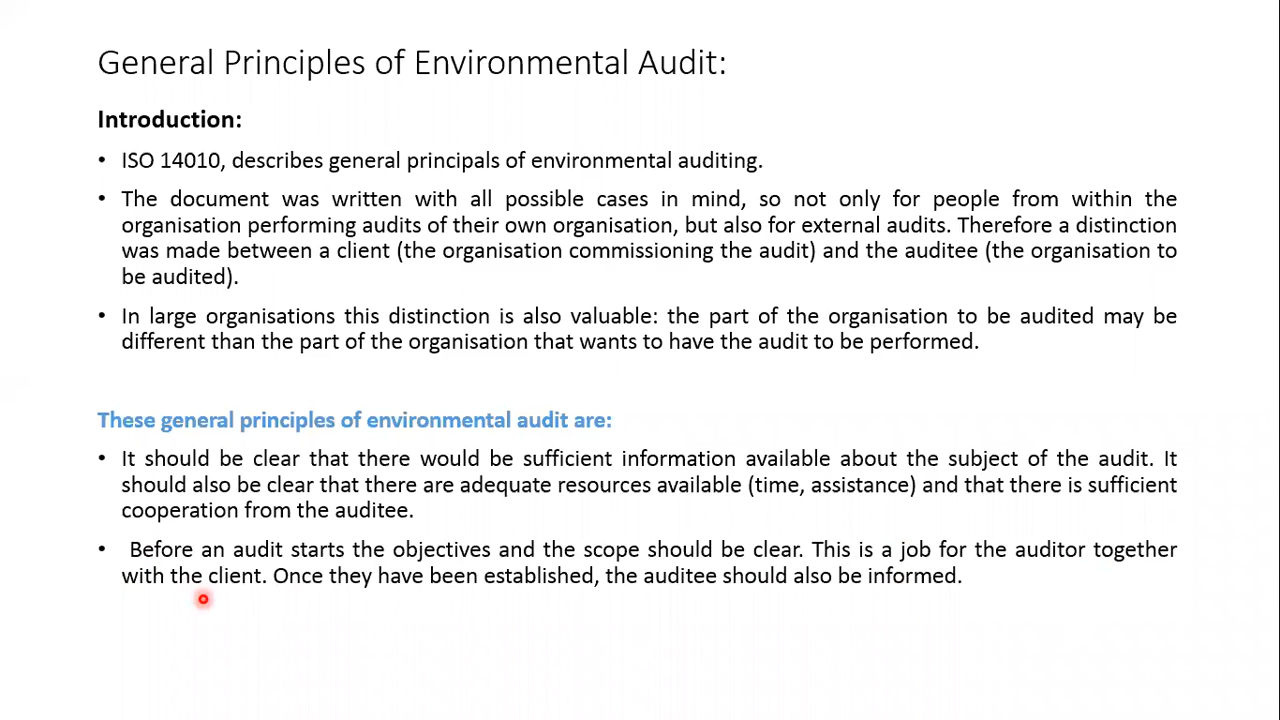 General Principles of Environmental Audit:
Introduction:
• ISO 14010, describes general principals of environmental auditing.
• The document was written with all possible cases in mind, so not only for people from within the
organisation performing audits of their own organisation, but also for external audits. Therefore a distinction
was made between a client (the organisation commissioning the audit) and the auditee (the organisation to
be audited).
• In large organisations this distinction is also valuable: the part of the organisation to be audited may be
different than the part of the organisation that wants to have the audit to be performed.
These general principles of environmental audit are:
• It should be clear that there would be sufficient information available about the subject of the audit. It
should also be clear that there are adequate resources available (time, assistance) and that there is sufficient
cooperation from the auditee.
• Before an audit starts the objectives and the scope should be clear. This is a job for the auditor together
with the client. Once they have been established, the auditee should also be informed.